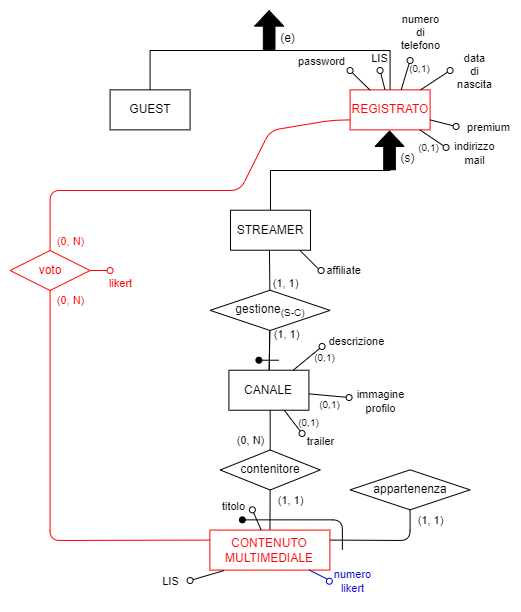 (e)
numero
di
telefono
password
LIS
(0,1)
data
di
nascita
GUEST
REGISTRATO
premium
(0,1)
indirizzo
mail
(s)
STREAMER
(0, N)
voto
likert
(0, N)
affiliate
(1, 1)
gestione(S-C)
(1, 1)
descrizione
(0,1)
CANALE
immagine
profilo
(0,1)
(0,1)
trailer
(0, N)
contenitore
(1, 1)
appartenenza
(1, 1)
titolo
CONTENUTO
MULTIMEDIALE
LIS
numero
likert